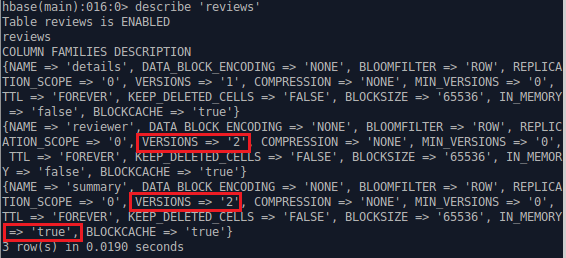 hbase(main):016:0> describe 'reviews'
Table reviews is ENABLED
reviews
COLUMN FAMILIES DESCRIPTION
{NAME => 'details', DATA_BLOCK_ENCODING => 'NONE', BLOOMFILTER => 'ROW', REPLICA
TION_SCOPE => '0', VERSIONS => '1', COMPRESSION => 'NONE', MIN_VERSIONS => '0',
TTL => 'FOREVER', KEEP_DELETED_CELLS => 'FALSE', BLOCKSIZE => '65536', IN_MEMORY
 => 'false', BLOCKCACHE => 'true'}
{NAME => 'reviewer', DATA_BLOCK_ENCODING => 'NONE', BLOOMFILTER => 'ROW', REPLIC
ATION_SCOPE => '0', VERSIONS => '2', COMPRESSION => 'NONE', MIN_VERSIONS => '0',
 TTL => 'FOREVER', KEEP_DELETED_CELLS => 'FALSE', BLOCKSIZE => '65536', IN_MEMOR
Y => 'false', BLOCKCACHE => 'true'}
{NAME => 'summary', DATA_BLOCK_ENCODING => 'NONE', BLOOMFILTER => 'ROW', REPLICA
TION_SCOPE => '0', VERSIONS => '2', COMPRESSION => 'NONE', MIN_VERSIONS => '0',
TTL => 'FOREVER', KEEP_DELETED_CELLS => 'FALSE', BLOCKSIZE => '65536', IN_MEMORY
 => 'true', BLOCKCACHE => 'true'}
3 row(s) in 0.0190 seconds